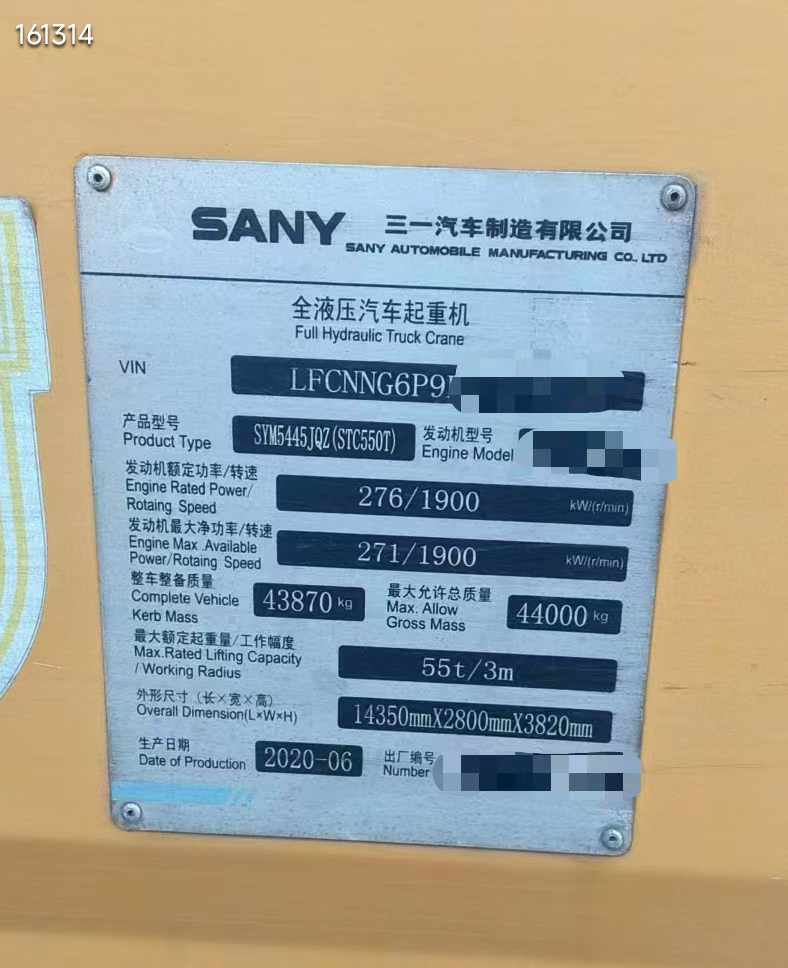 161314
SANY 三一汽车制造有限公司
SANY AUTOMOBILE MANUFACTURING CO., LTD
全液压汽车起重机
Full Hydraulic Truck Crane
VIN LFCNNG6P9
产品型号 SYM5445JQZ(STC550T) 发动机型号
Product Type Engine Model
发动机额定功率/转速
Engine Rated Power/ 276/1900 kW/(r/min)
Rotaing Speed
发动机最大净功率/转速
Engine Max .Available 271/1900 kW/(r/min)
Power/Rotaing Speed
整车整备质量 最大允许总质量
Complete Vehicle 43870 kg Max. Allow 44000 kg
Kerb Mass Gross Mass
最大额定起重量/工作幅度
Max.Rated Lifting Capacity 55t/3m
/ Working Radius
外形尺寸（长×宽×高）
Overall Dimension(L×W×H) 14350mmX2800mmX3820mm
生产日期 2020-06 出厂编号
Date of Production Number